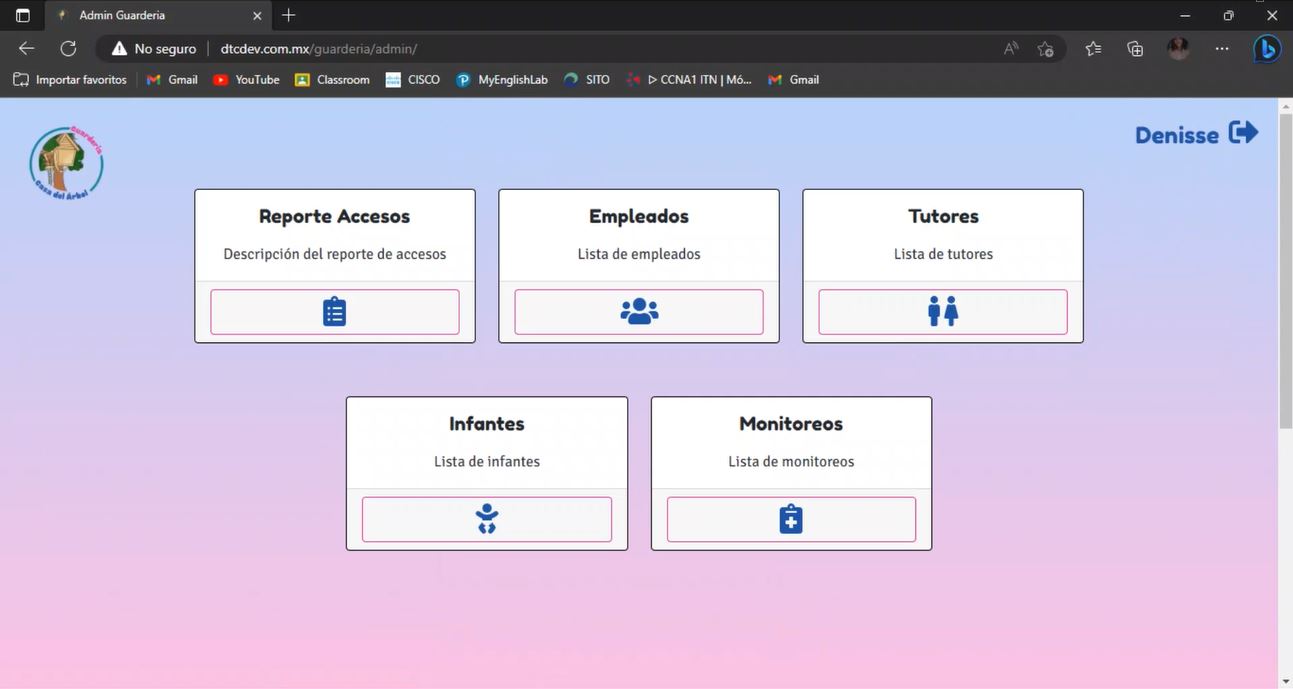 Admin Guarderia
No seguro
dtcdev.com.mx/guarderia/admin/
Importar favoritos
Gmail
YouTube
Classroom
CISCO
MyEnglishLab
SITO
▷ CCNA1 ITN | Mó...
Gmail
Guardería
Casa del Árbol
Denisse
Reporte Accesos
Descripción del reporte de accesos
Empleados
Lista de empleados
Tutores
Lista de tutores
Infantes
Lista de infantes
Monitoreos
Lista de monitoreos